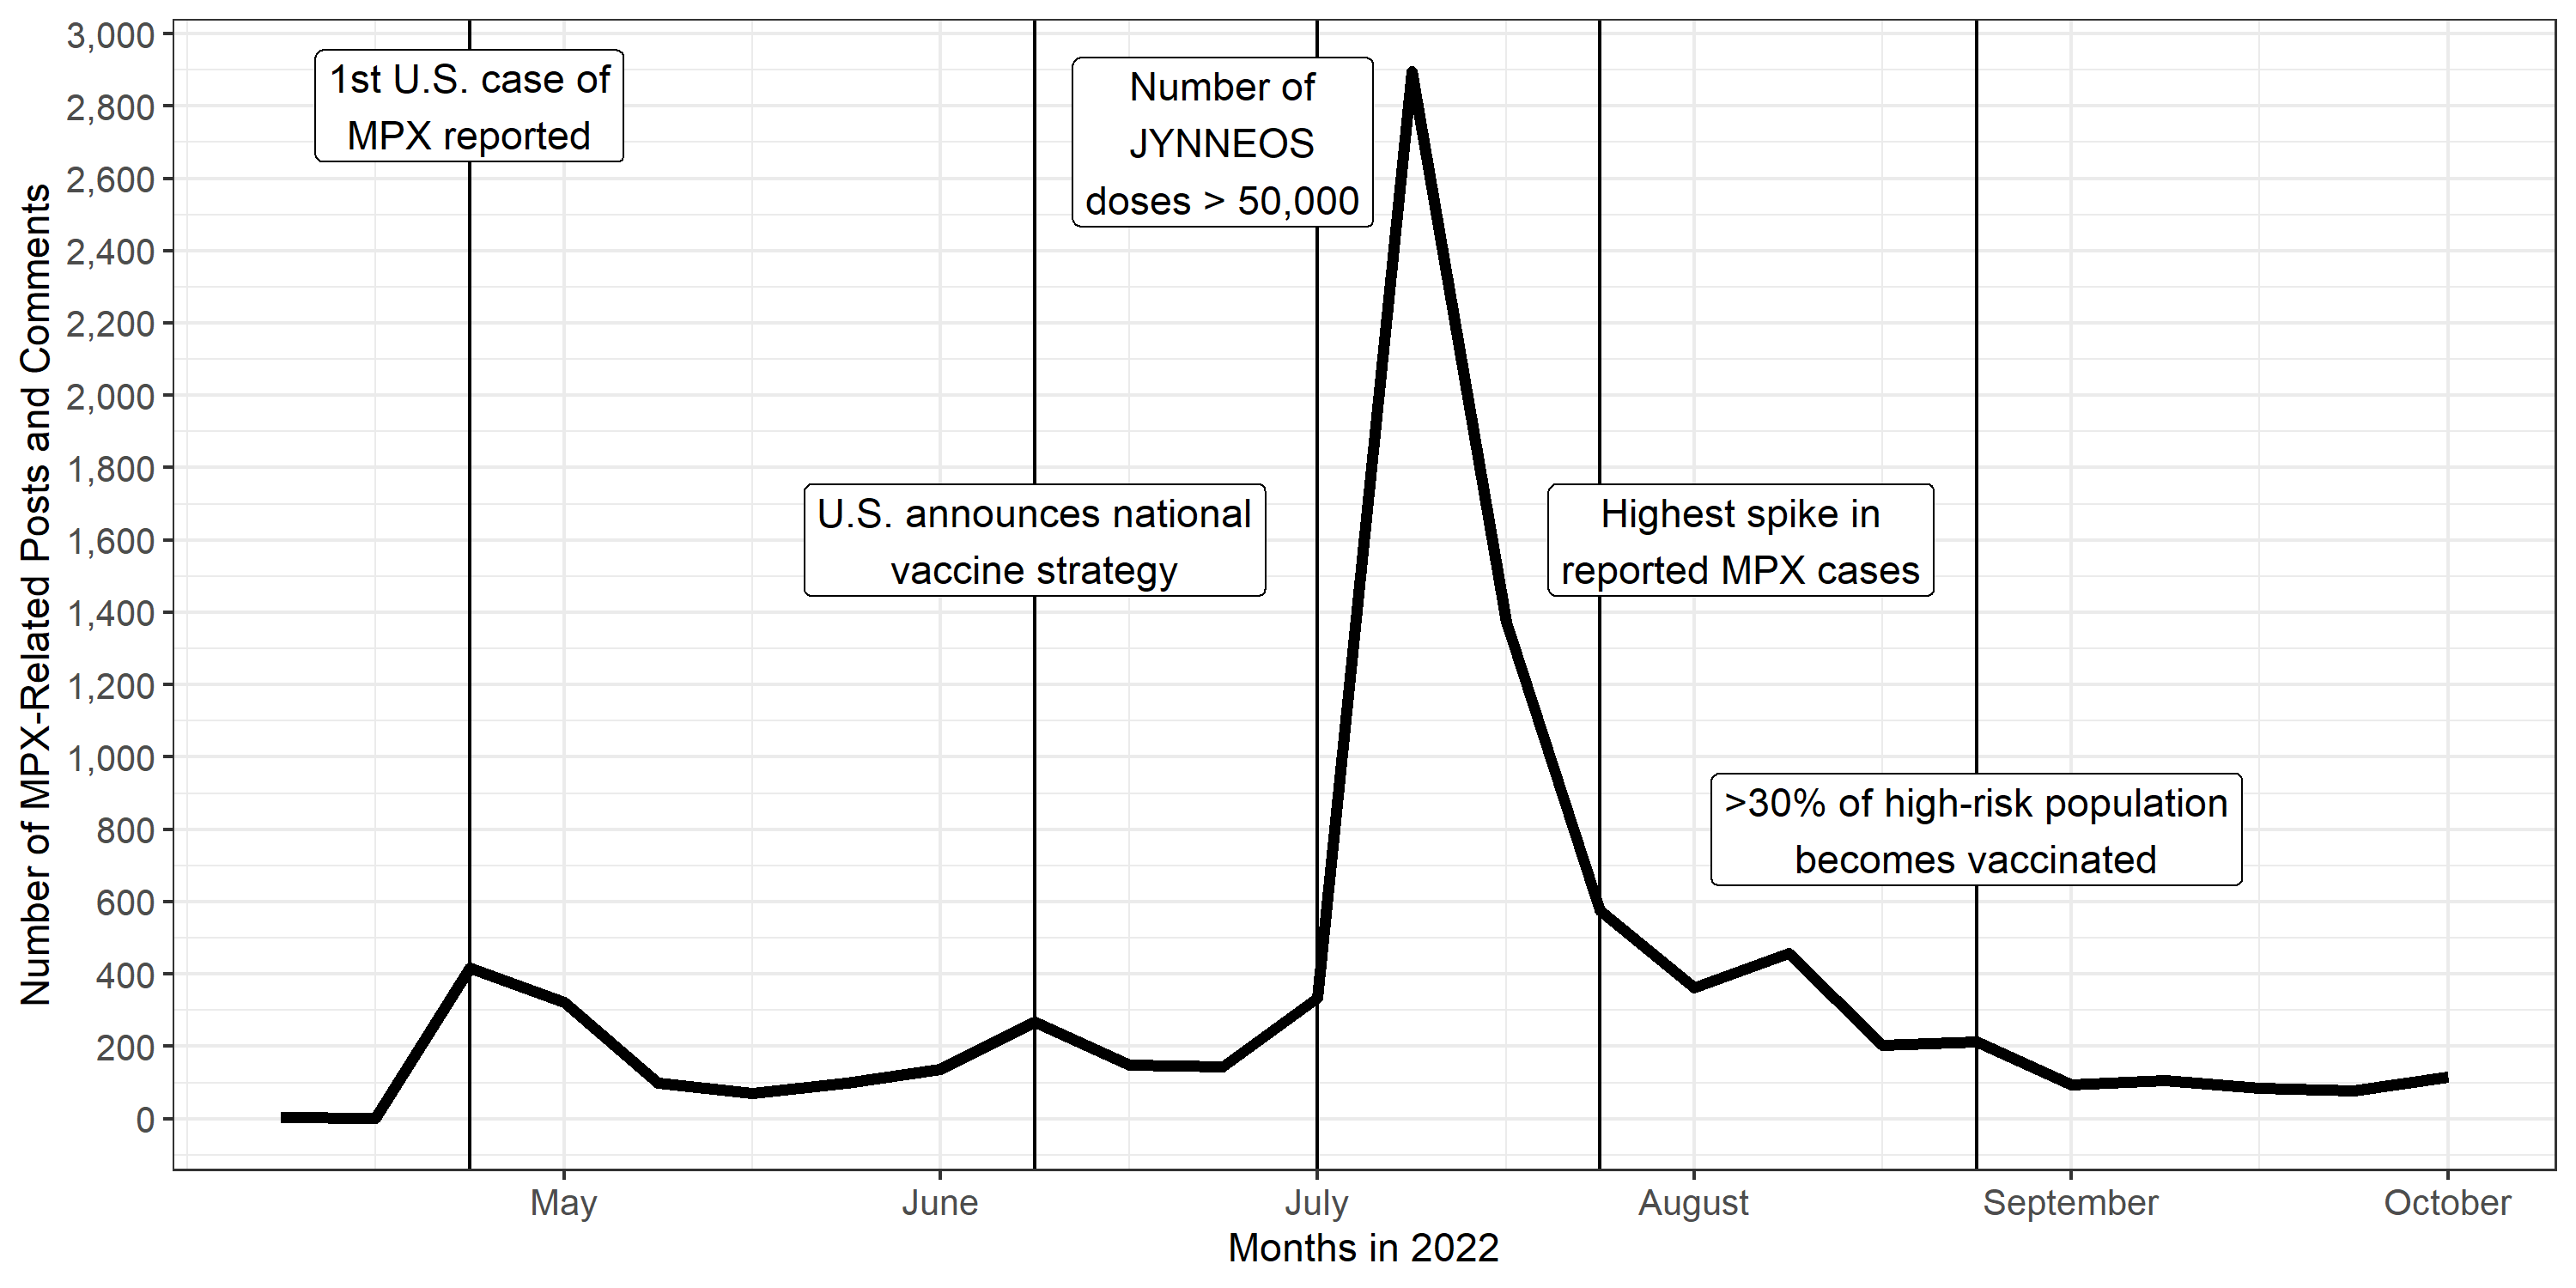 3,000
2,800
2,600
2,400
2,200
2,000
1,800
1,600
1,400
1,200
1,000
800
600
400
200
0
Number of MPX-Related Posts and Comments
1st U.S. case of
MPX reported
Number of
JYNNEOS
doses > 50,000
U.S. announces national
vaccine strategy
Highest spike in
reported MPX cases
>30% of high-risk population
becomes vaccinated
May
June
July
August
September
October
Months in 2022